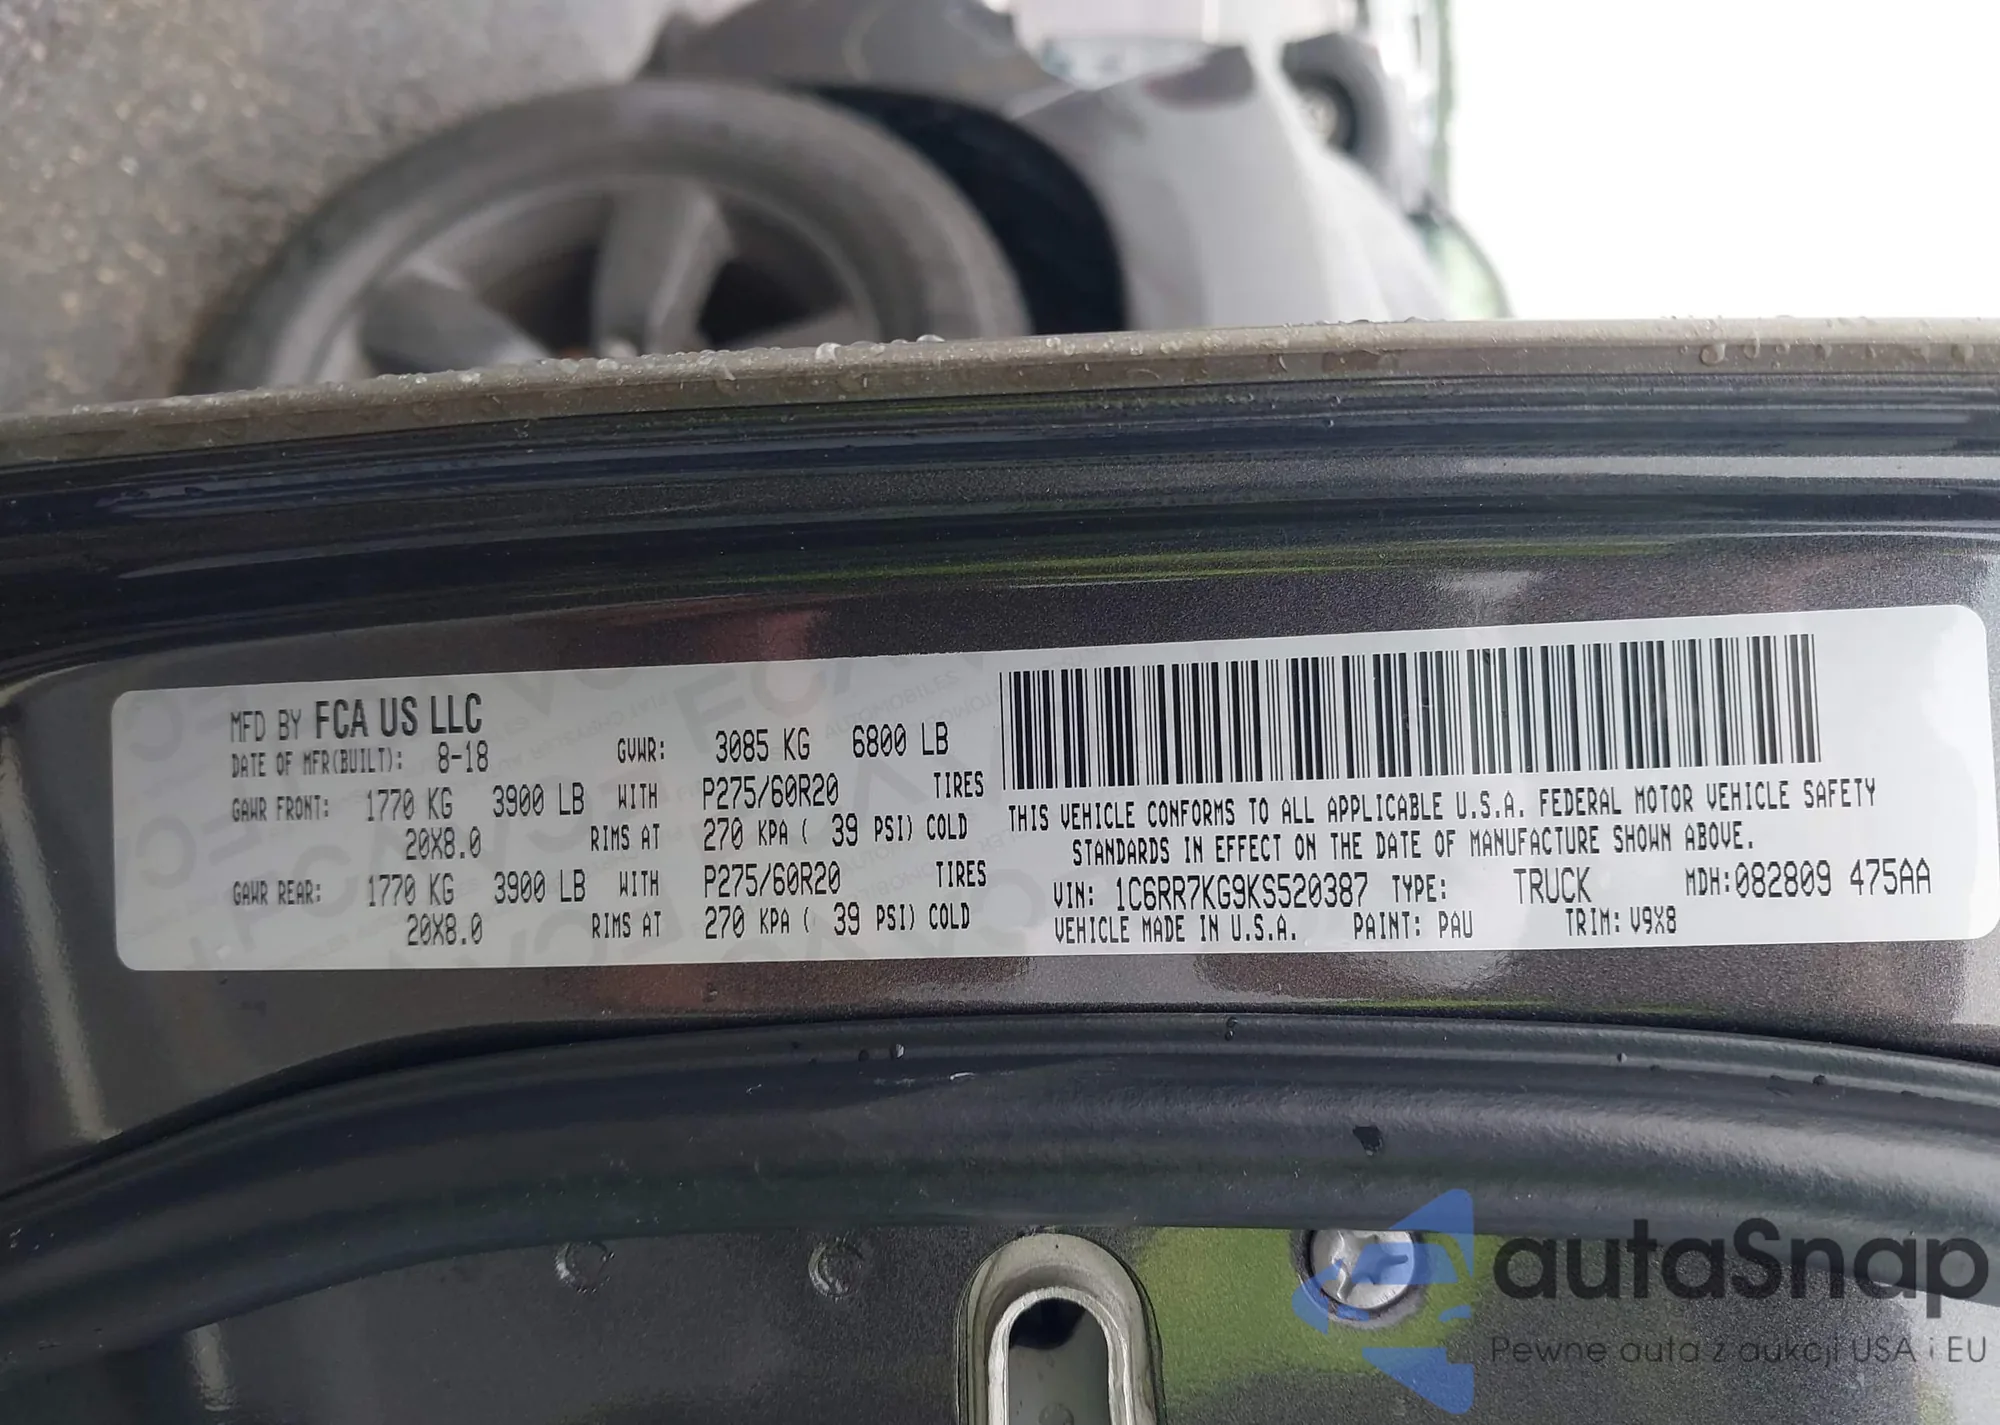 MFD BY FCA US LLC
DATE OF MFR(BUILT): 8-18 GVWR: 3085 KG 6800 LB
GAWR FRONT: 1770 KG 3900 LB WITH P275/60R20 TIRES
20X8.0 RIMS AT 270 KPA ( 39 PSI) COLD
GAWR REAR: 1770 KG 3900 LB WITH P275/60R20 TIRES
20X8.0 RIMS AT 270 KPA ( 39 PSI) COLD
THIS VEHICLE CONFORMS TO ALL APPLICABLE U.S.A. FEDERAL MOTOR VEHICLE SAFETY
STANDARDS IN EFFECT ON THE DATE OF MANUFACTURE SHOWN ABOVE.
VIN: 1C6RR7KG9KS520387 TYPE: TRUCK MDH:082809 475AA
VEHICLE MADE IN U.S.A. PAINT: PAU TRIM: V9X8
autaSnap
Pewne auta z aukcji USA i EU